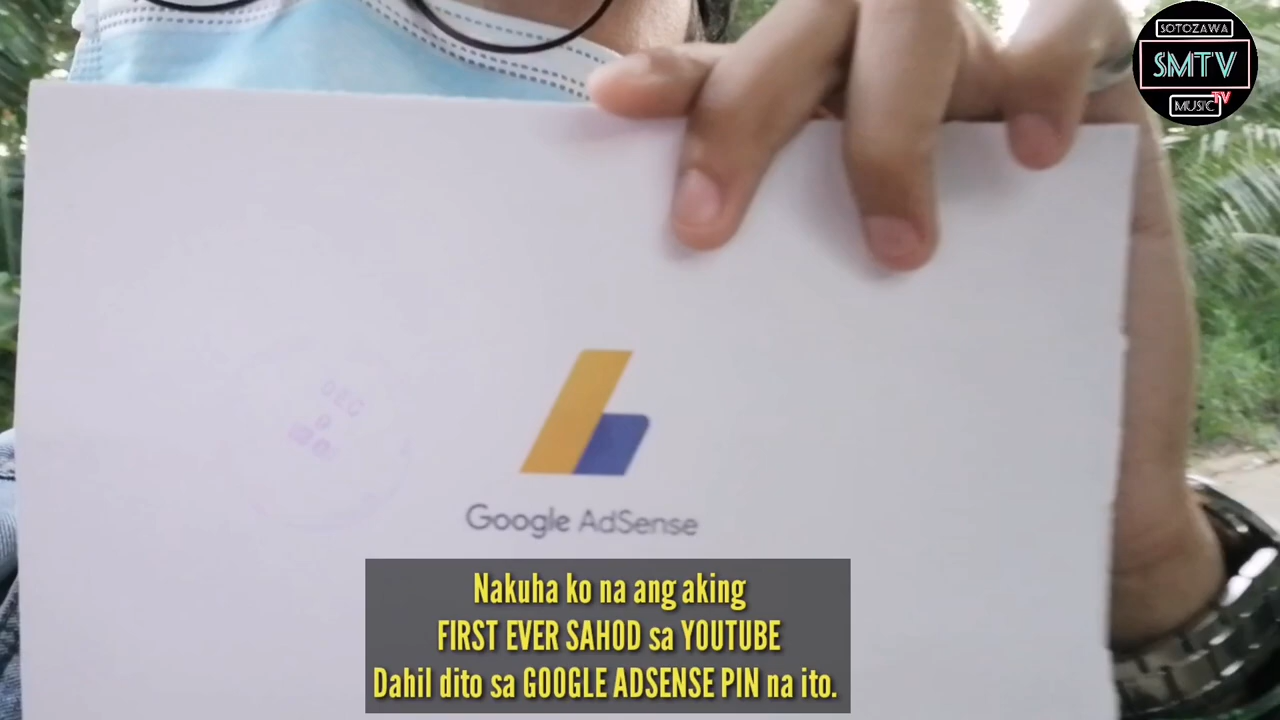 SOTOZAWA
SMTV
MUSIC TV
DEC
Google AdSense
Nakuha ko na ang aking
FIRST EVER SAHOD sa YOUTUBE
Dahil dito sa GOOGLE ADSENSE PIN na ito.